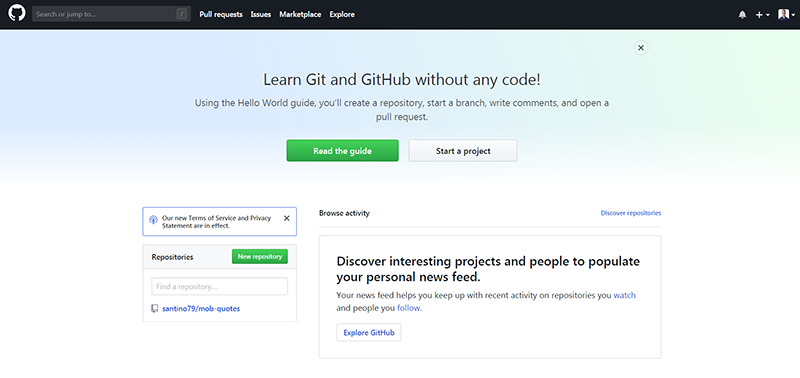 Search or jump to... /
Pull requests Issues Marketplace Explore
Learn Git and GitHub without any code!
Using the Hello World guide, you'll create a repository, start a branch, write comments, and open a
pull request.
Read the guide Start a project
Our new Terms of Service and Privacy
Statement are in effect.
Repositories New repository
Find a repository...
santino79/mob-quotes
Browse activity Discover repositories
Discover interesting projects and people to populate
your personal news feed.
Your news feed helps you keep up with recent activity on repositories you watch
and people you follow.
Explore GitHub